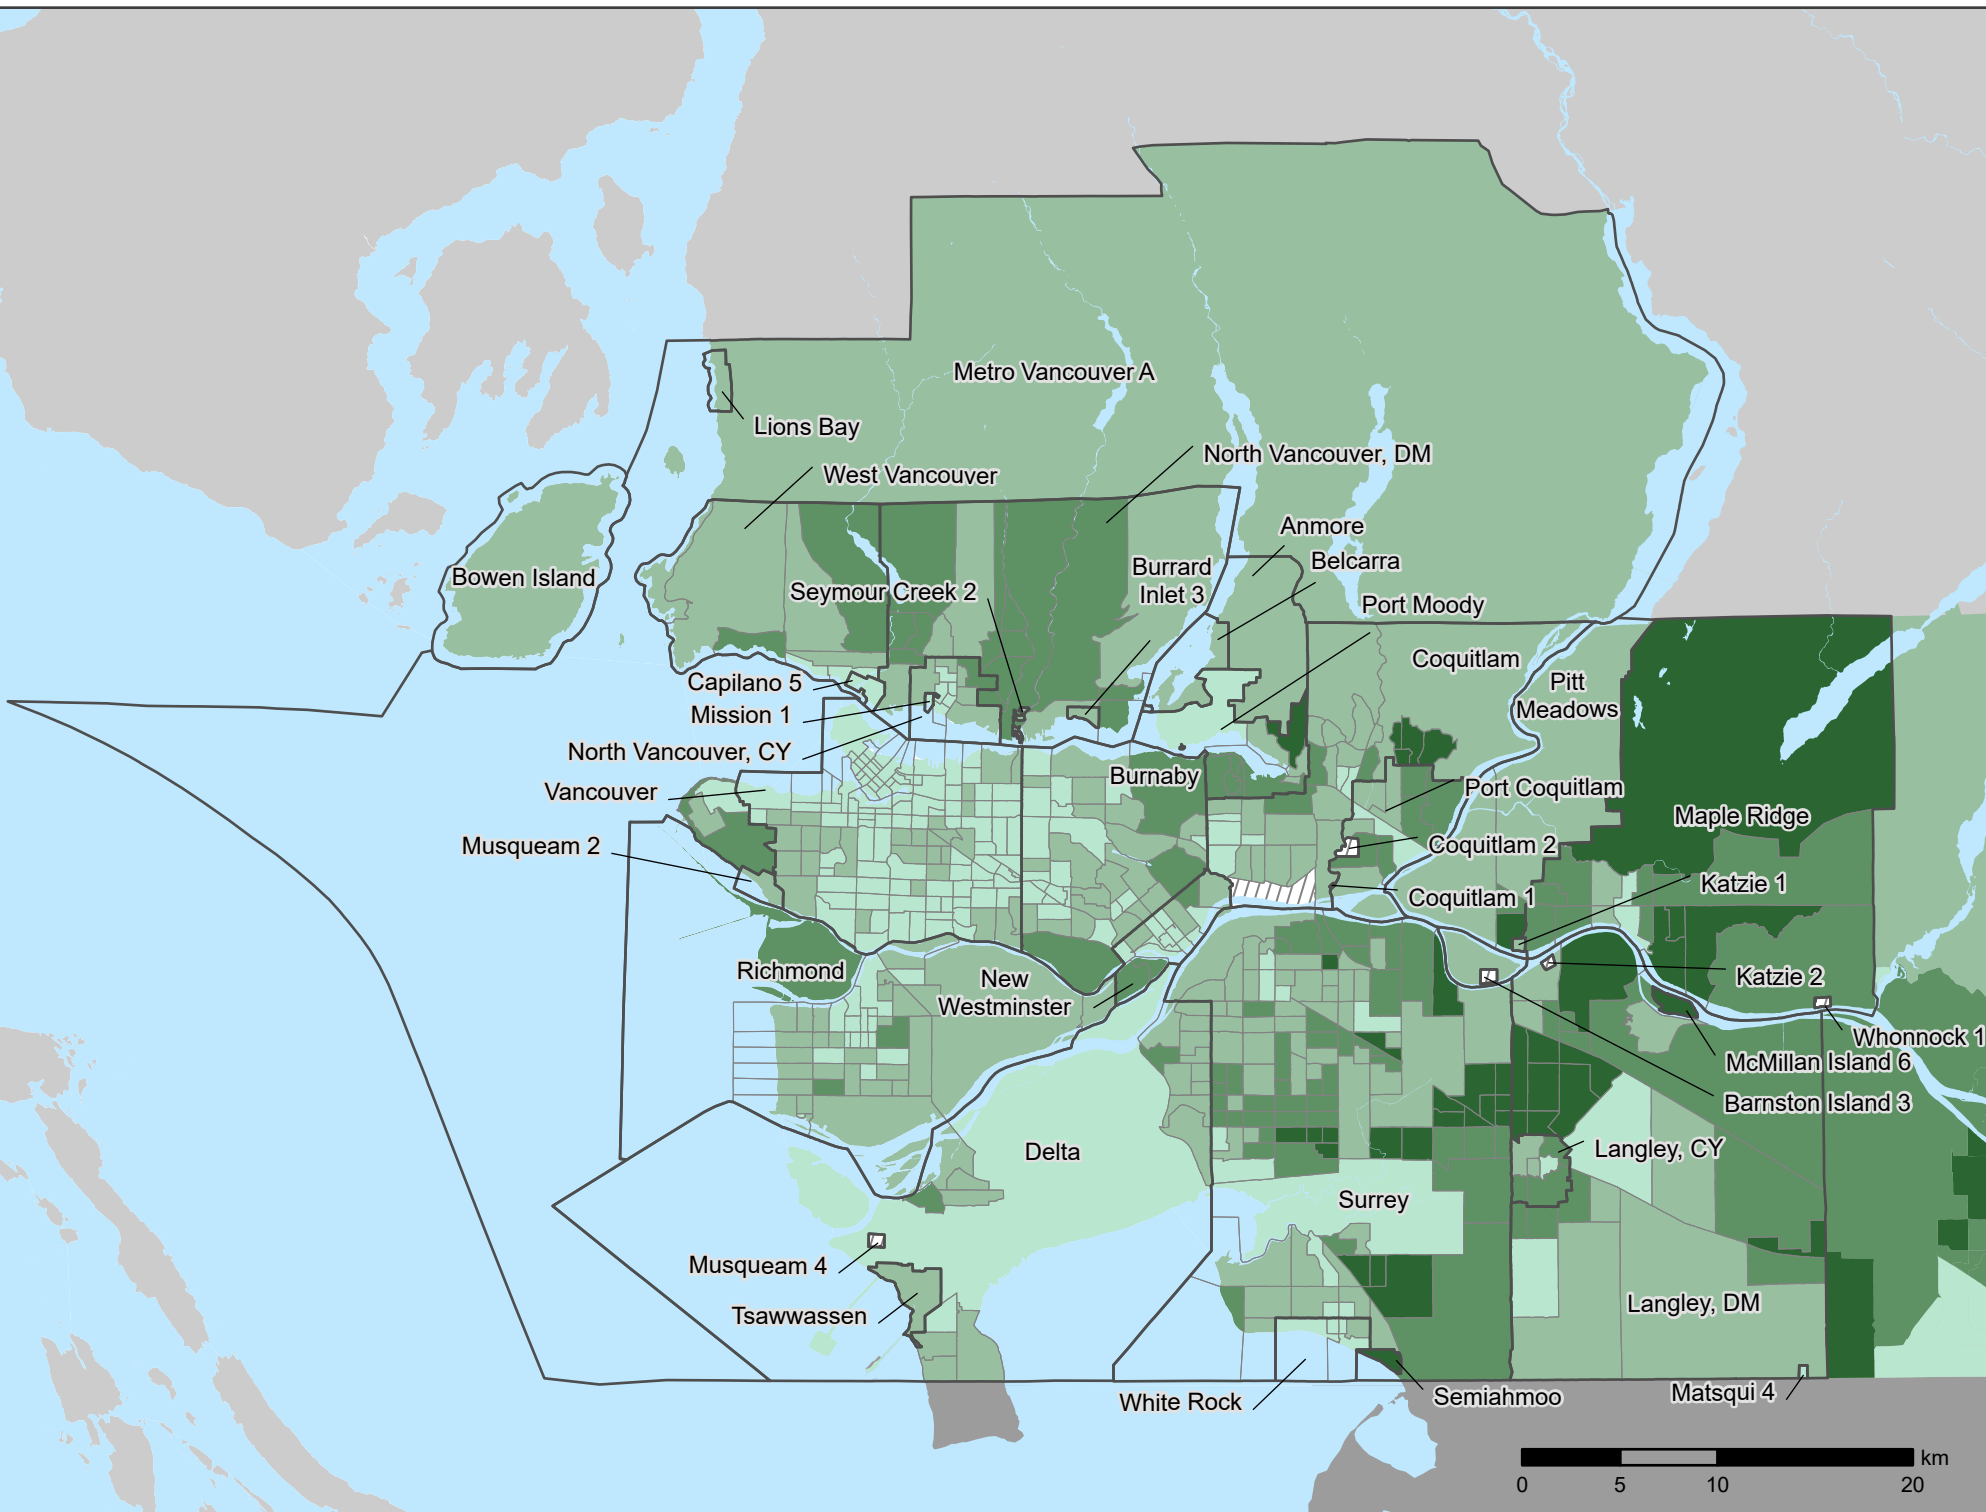 Metro Vancouver A
Lions Bay
North Vancouver, DM
West Vancouver
Anmore
Belcarra
Bowen Island
Burrard
Inlet 3
Seymour Creek 2
Port Moody
Coquitlam
Pitt
Meadows
Capilano 5
Mission 1
North Vancouver, CY
Burnaby
Vancouver
Port Coquitlam
Maple Ridge
Musqueam 2
Coquitlam 2
Katzie 1
Coquitlam 1
Richmond
New
Westminster
Katzie 2
Whonnock 1
McMillan Island 6
Barnston Island 3
Delta
Langley, CY
Surrey
Musqueam 4
Tsawwassen
Langley, DM
White Rock
Semiahmoo
Matsqui 4
km
0 5 10 20